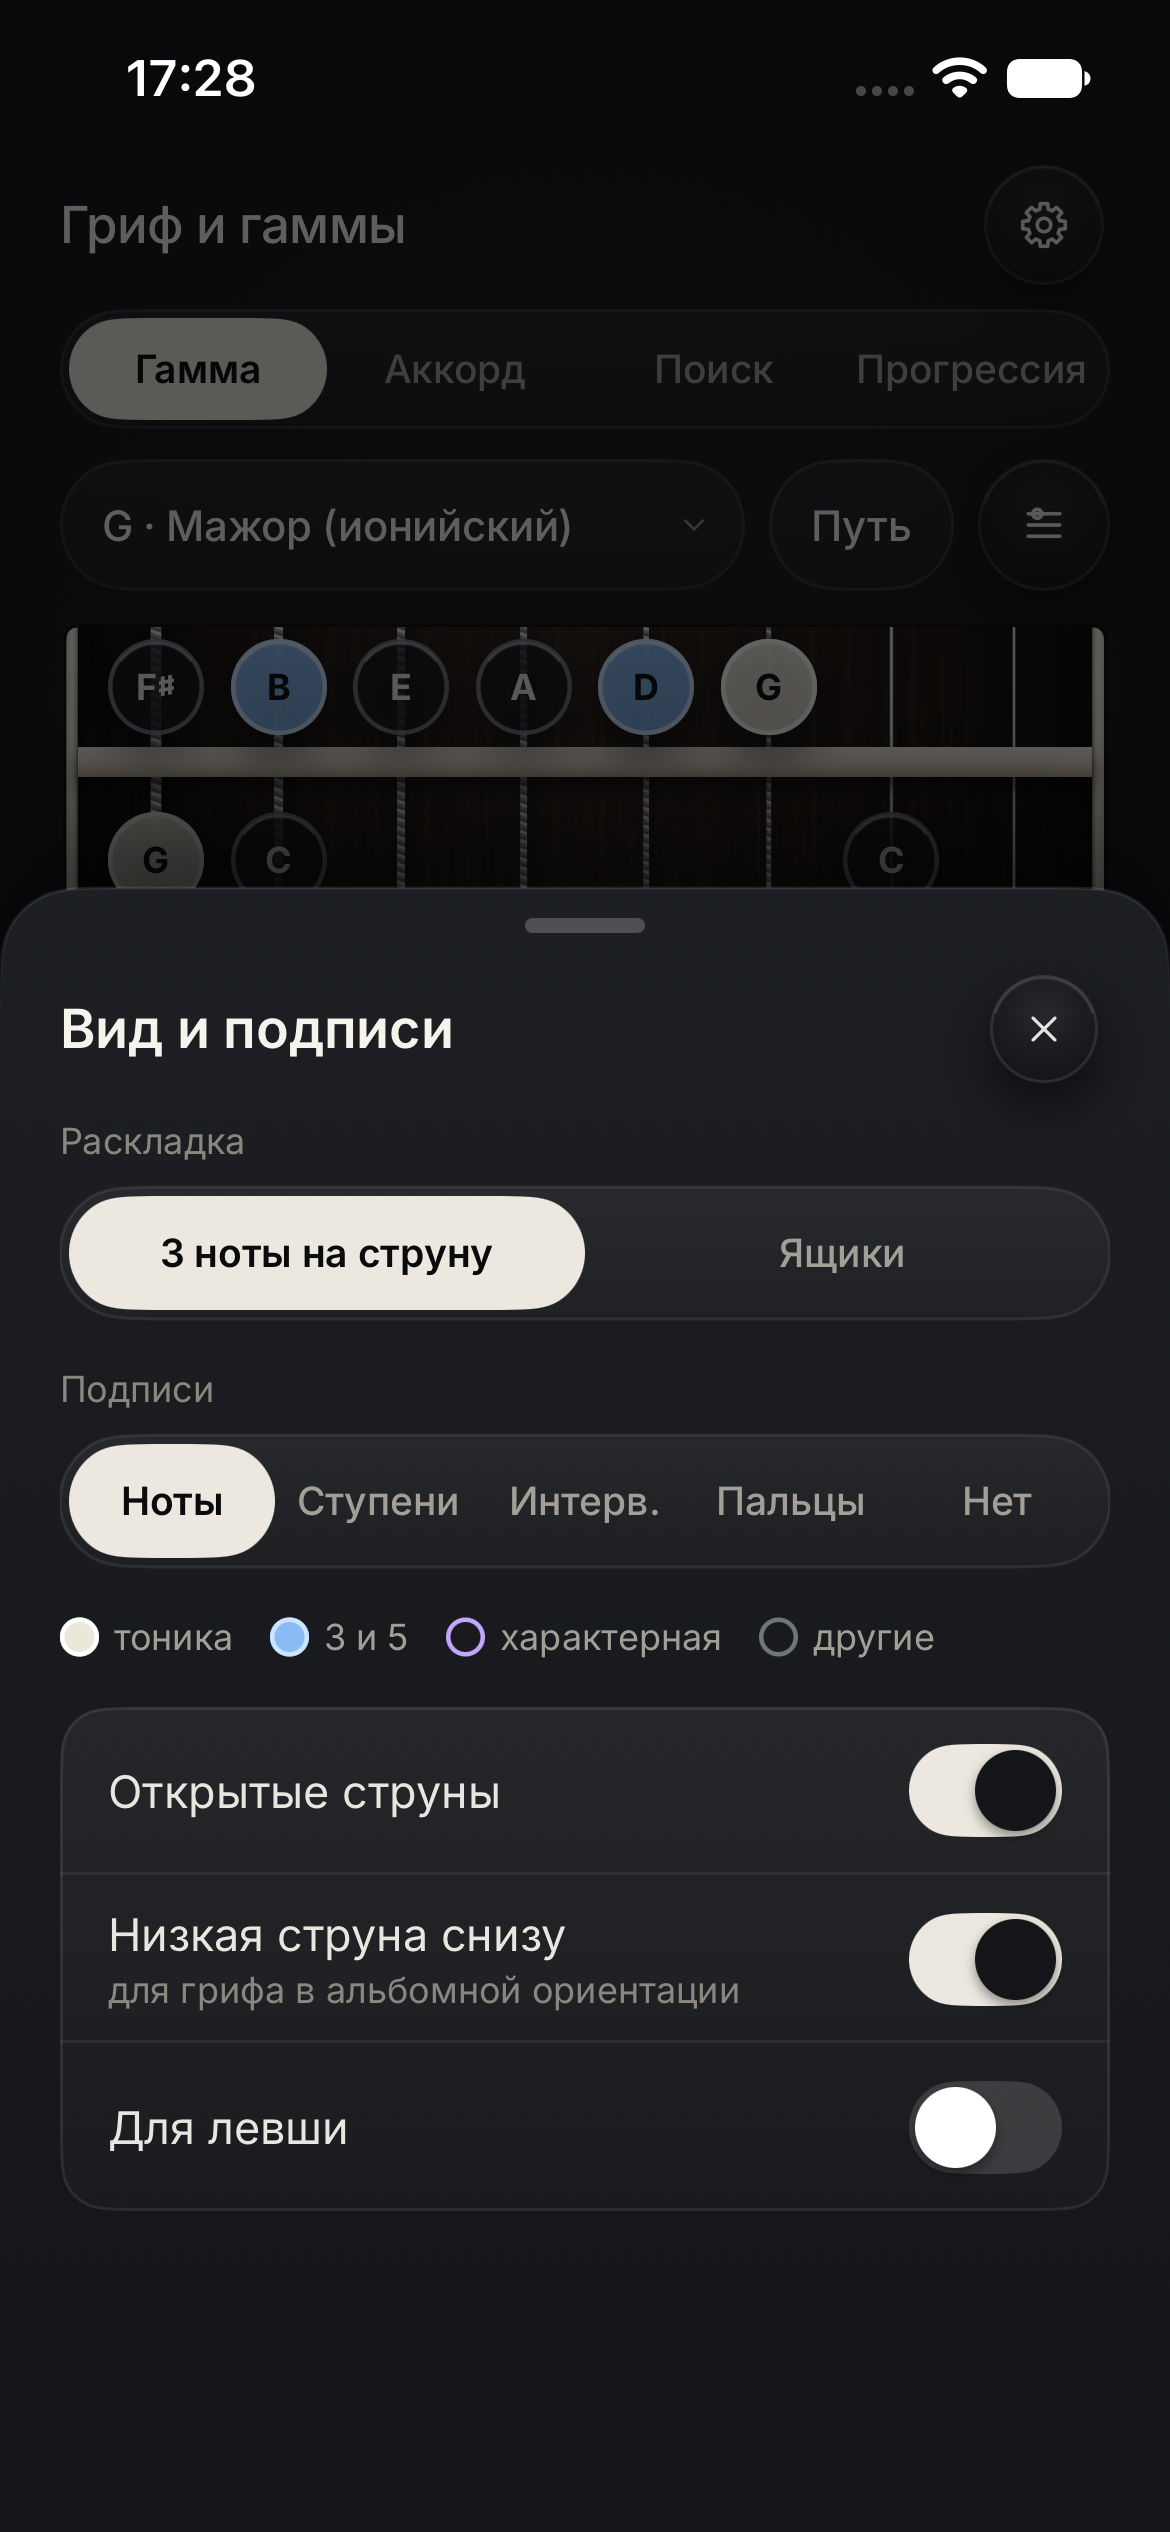 17:28
Гриф и гаммы
Гамма Аккорд Поиск Прогрессия
G · Мажор (ионийский) Путь
F# B E A D G
G C C
Вид и подписи
Раскладка
3 ноты на струну Ящики
Подписи
Ноты Ступени Интерв. Пальцы Нет
тоника 3 и 5 характерная другие
Открытые струны
Низкая струна снизу
для грифа в альбомной ориентации
Для левши